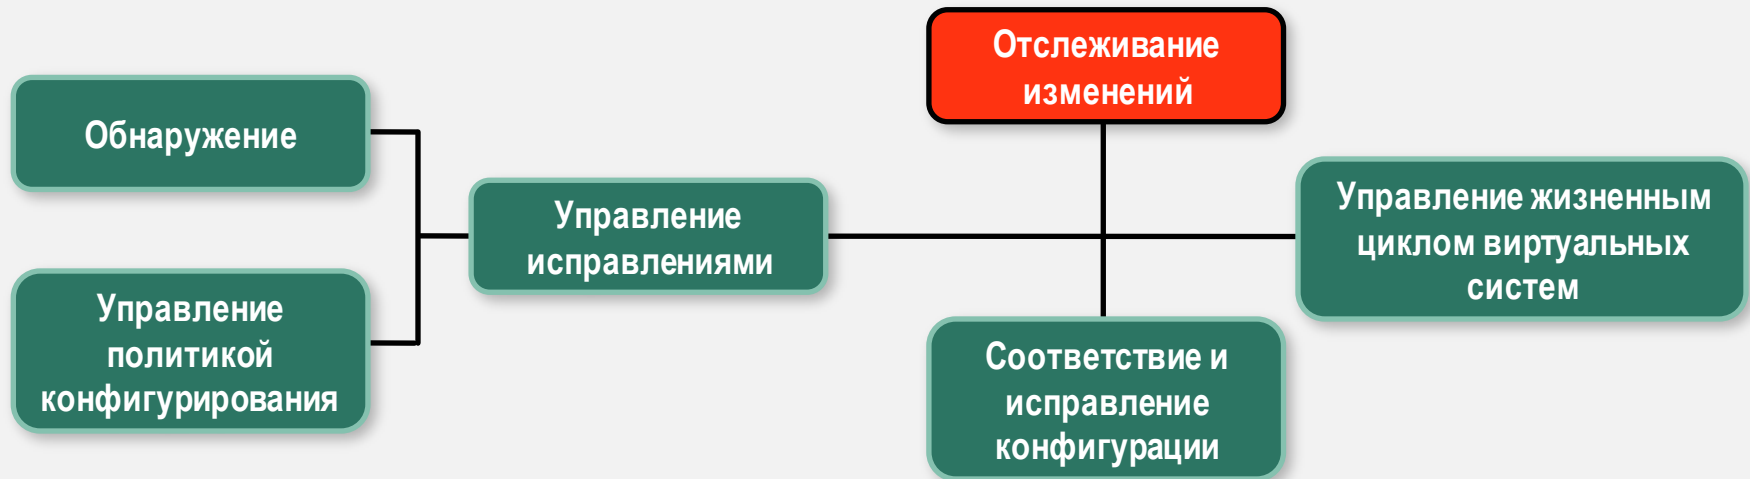 Отслеживание
изменений
Обнаружение
Управление
исправлениями
Управление жизненным
циклом виртуальных
систем
Управление
политикой
конфигурирования
Соответствие и
исправление
конфигурации